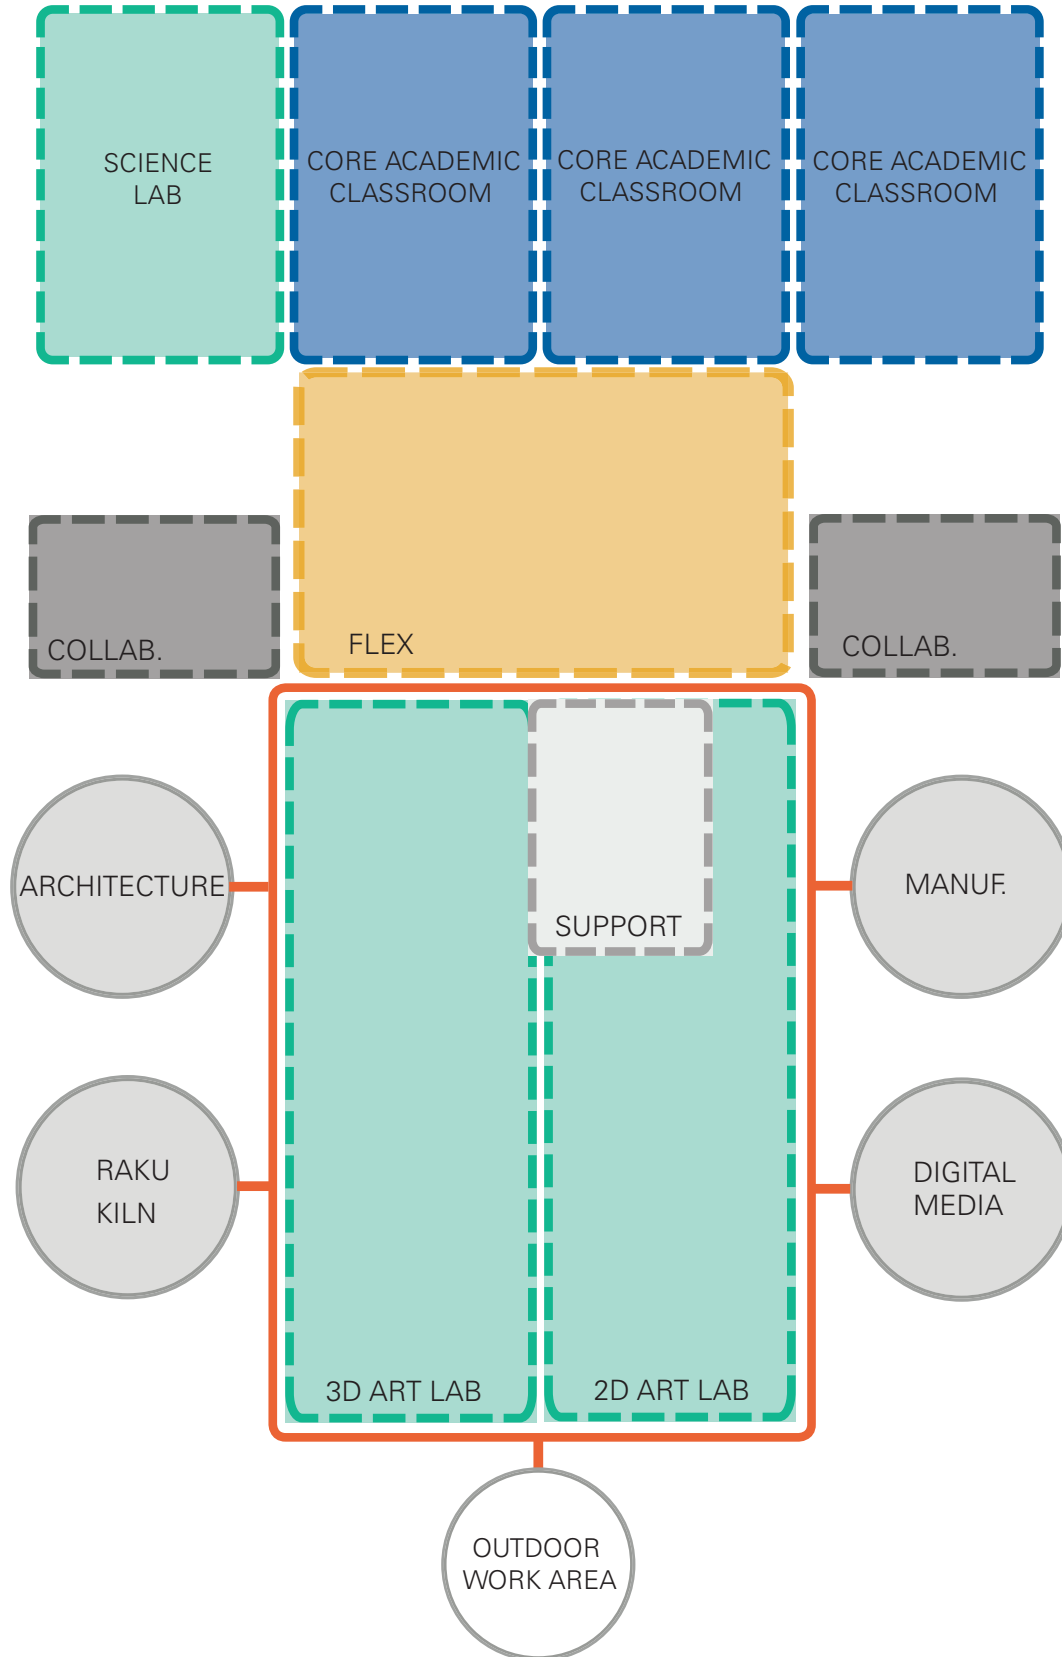 SCIENCE
LAB
CORE ACADEMIC
CLASSROOM
CORE ACADEMIC
CLASSROOM
CORE ACADEMIC
CLASSROOM
COLLAB.
FLEX
COLLAB.
ARCHITECTURE
SUPPORT
MANUF.
RAKU
KILN
DIGITAL
MEDIA
3D ART LAB
2D ART LAB
OUTDOOR
WORK AREA